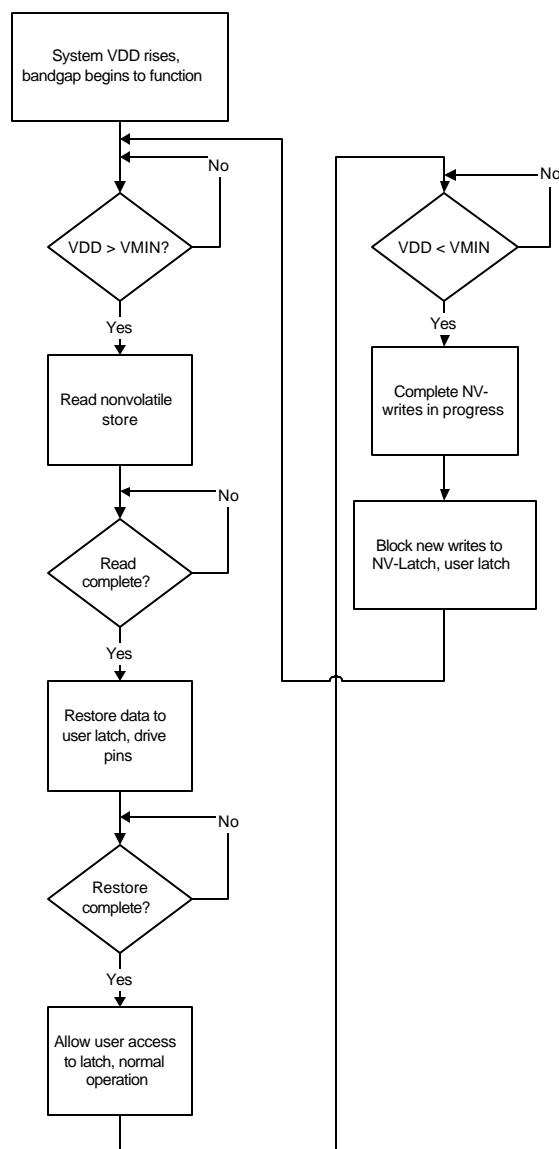 System VDD rises,
bandgap begins to function
No
VDD > VMIN?
Yes
Read nonvolatile
store
No
Read
complete?
Yes
Restore data to
user latch, drive
pins
No
Restore
complete?
Yes
Allow user access
to latch, normal
operation
No
VDD < VMIN
Yes
Complete NV-
writes in progress
Block new writes to
NV-Latch, user latch